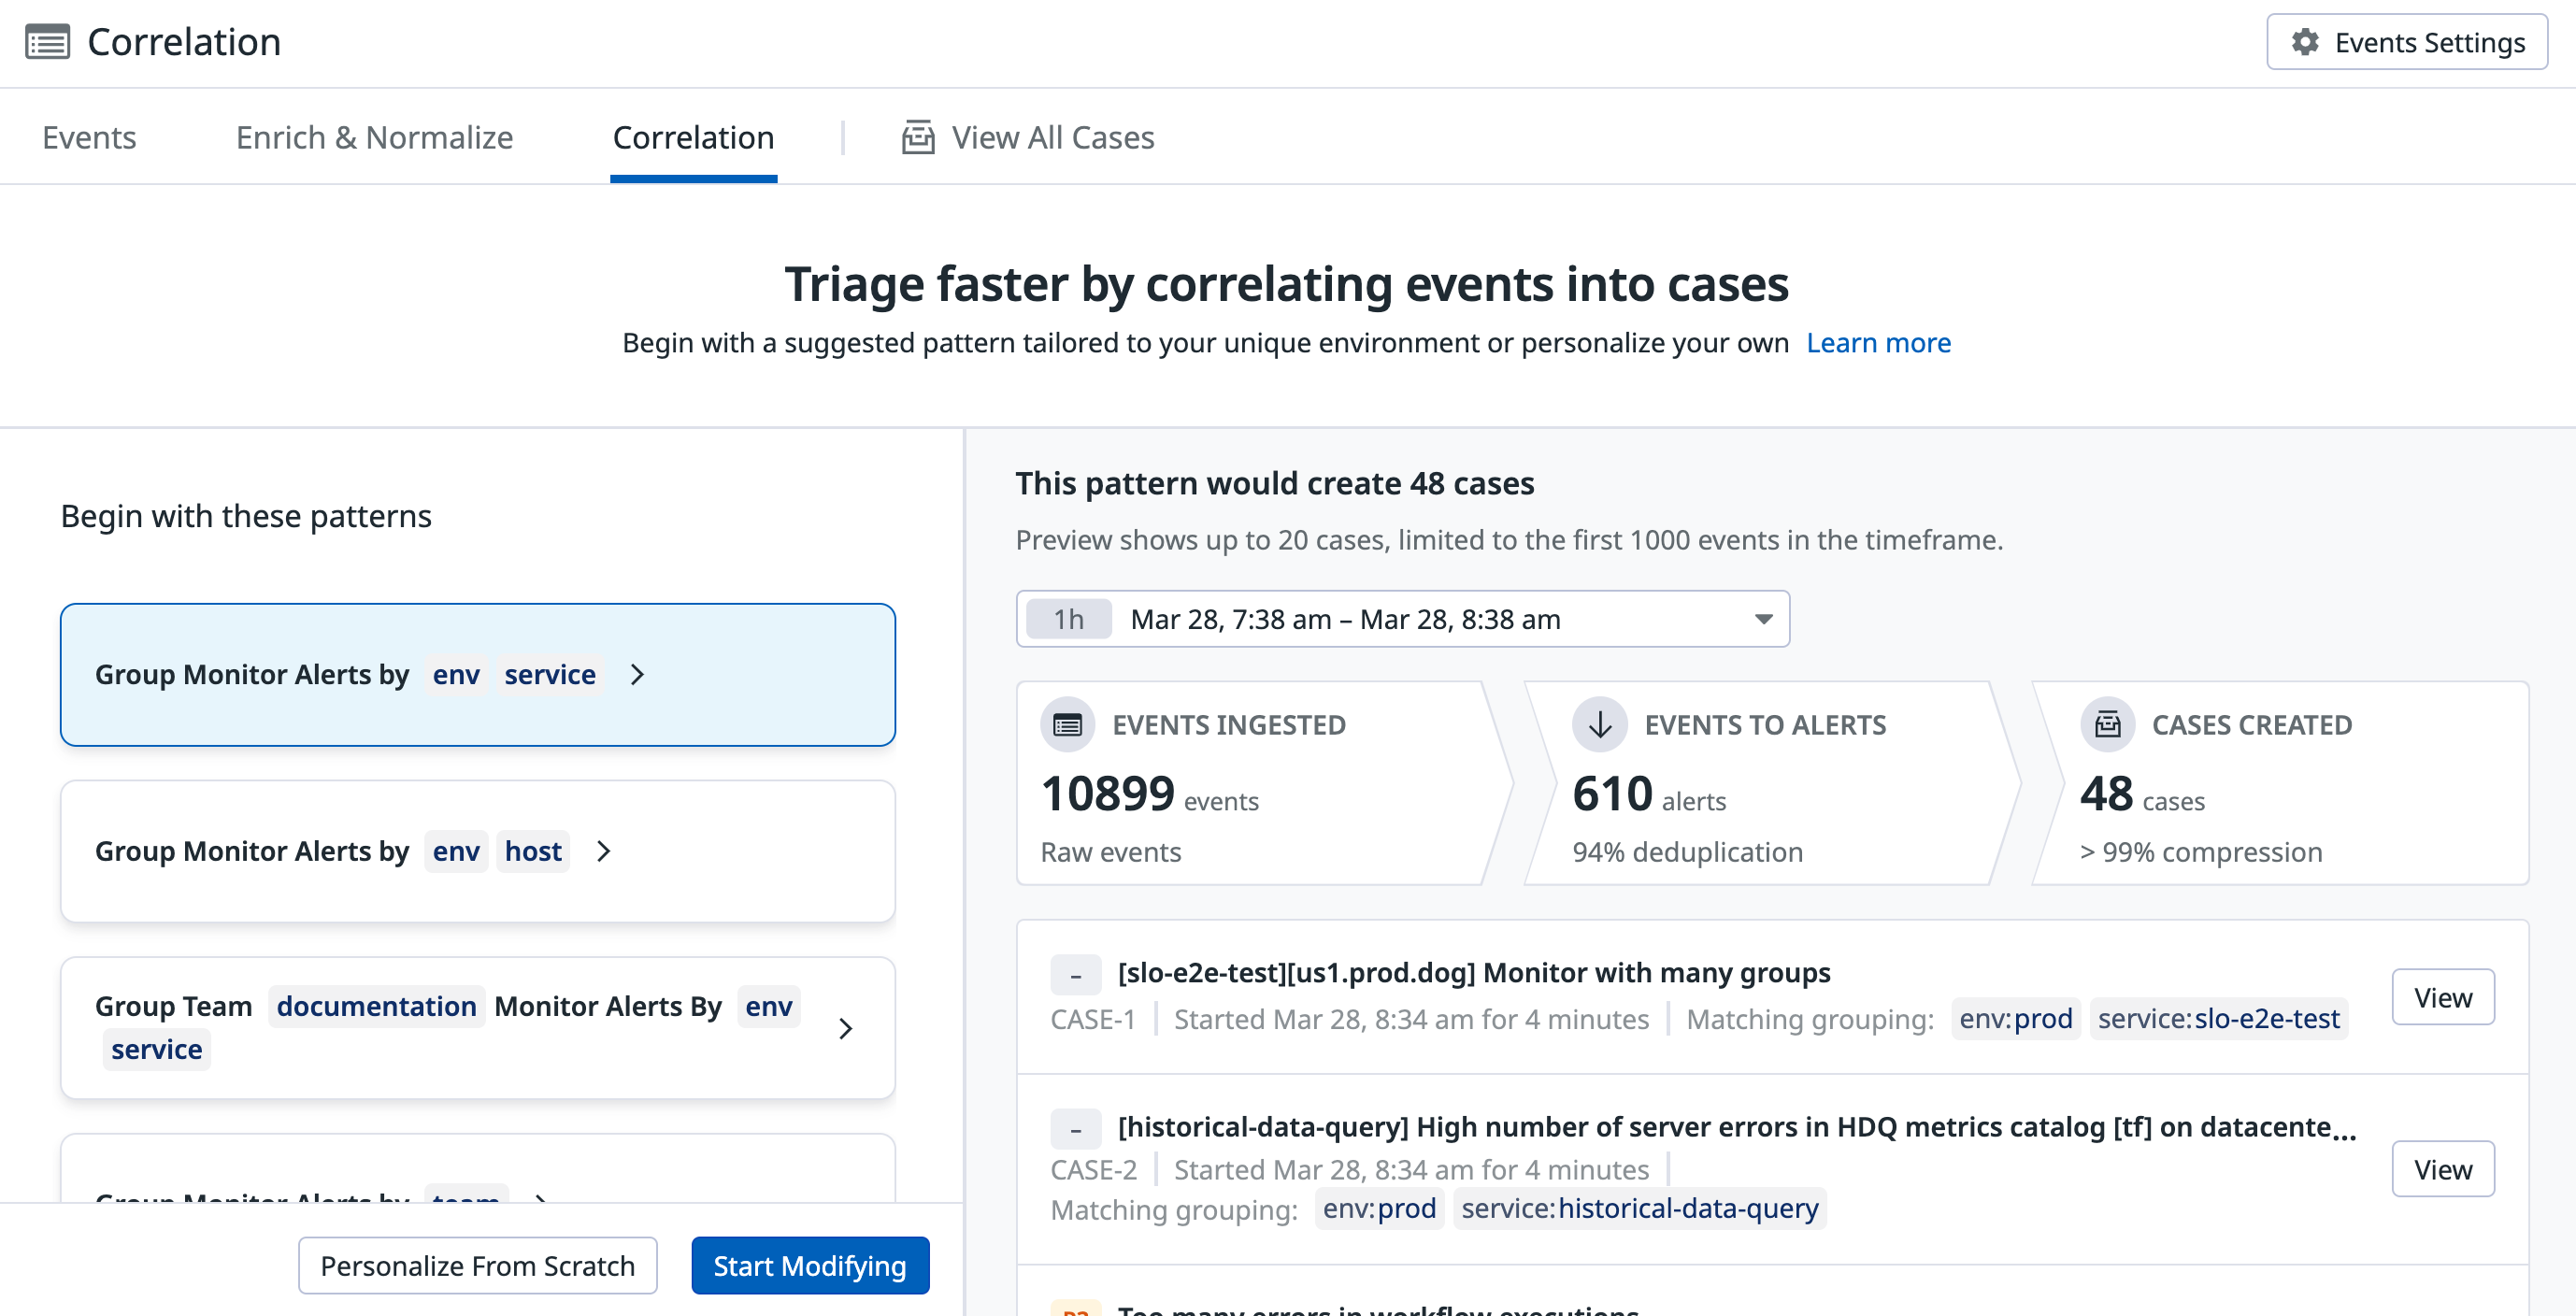 Correlation
Events Settings
Events
Enrich & Normalize
Correlation
View All Cases
Triage faster by correlating events into cases
Begin with a suggested pattern tailored to your unique environment or personalize your own Learn more
Begin with these patterns
Group Monitor Alerts by env service
Group Monitor Alerts by env host
Group Team documentation Monitor Alerts By env
service
Group Monitor Alerts by team
Personalize From Scratch
Start Modifying
This pattern would create 48 cases
Preview shows up to 20 cases, limited to the first 1000 events in the timeframe.
1h Mar 28, 7:38 am – Mar 28, 8:38 am
EVENTS INGESTED
10899 events
Raw events
EVENTS TO ALERTS
610 alerts
94% deduplication
CASES CREATED
48 cases
> 99% compression
– [slo-e2e-test][us1.prod.dog] Monitor with many groups
CASE-1 Started Mar 28, 8:34 am for 4 minutes Matching grouping: env:prod service:slo-e2e-test
View
– [historical-data-query] High number of server errors in HDQ metrics catalog [tf] on datacente...
CASE-2 Started Mar 28, 8:34 am for 4 minutes
Matching grouping: env:prod service:historical-data-query
View
Too many errors in workflow executions